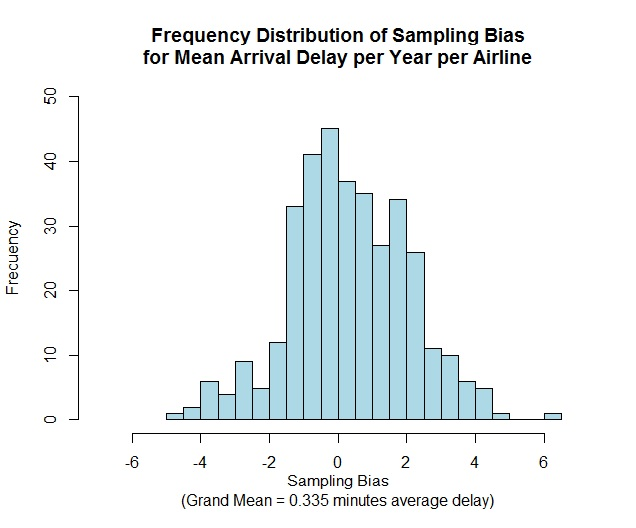 Frequency Distribution of Sampling Bias
for Mean Arrival Delay per Year per Airline
Frecuency
50
40
30
20
10
0
-6 -4 -2 0 2 4 6
Sampling Bias
(Grand Mean = 0.335 minutes average delay)